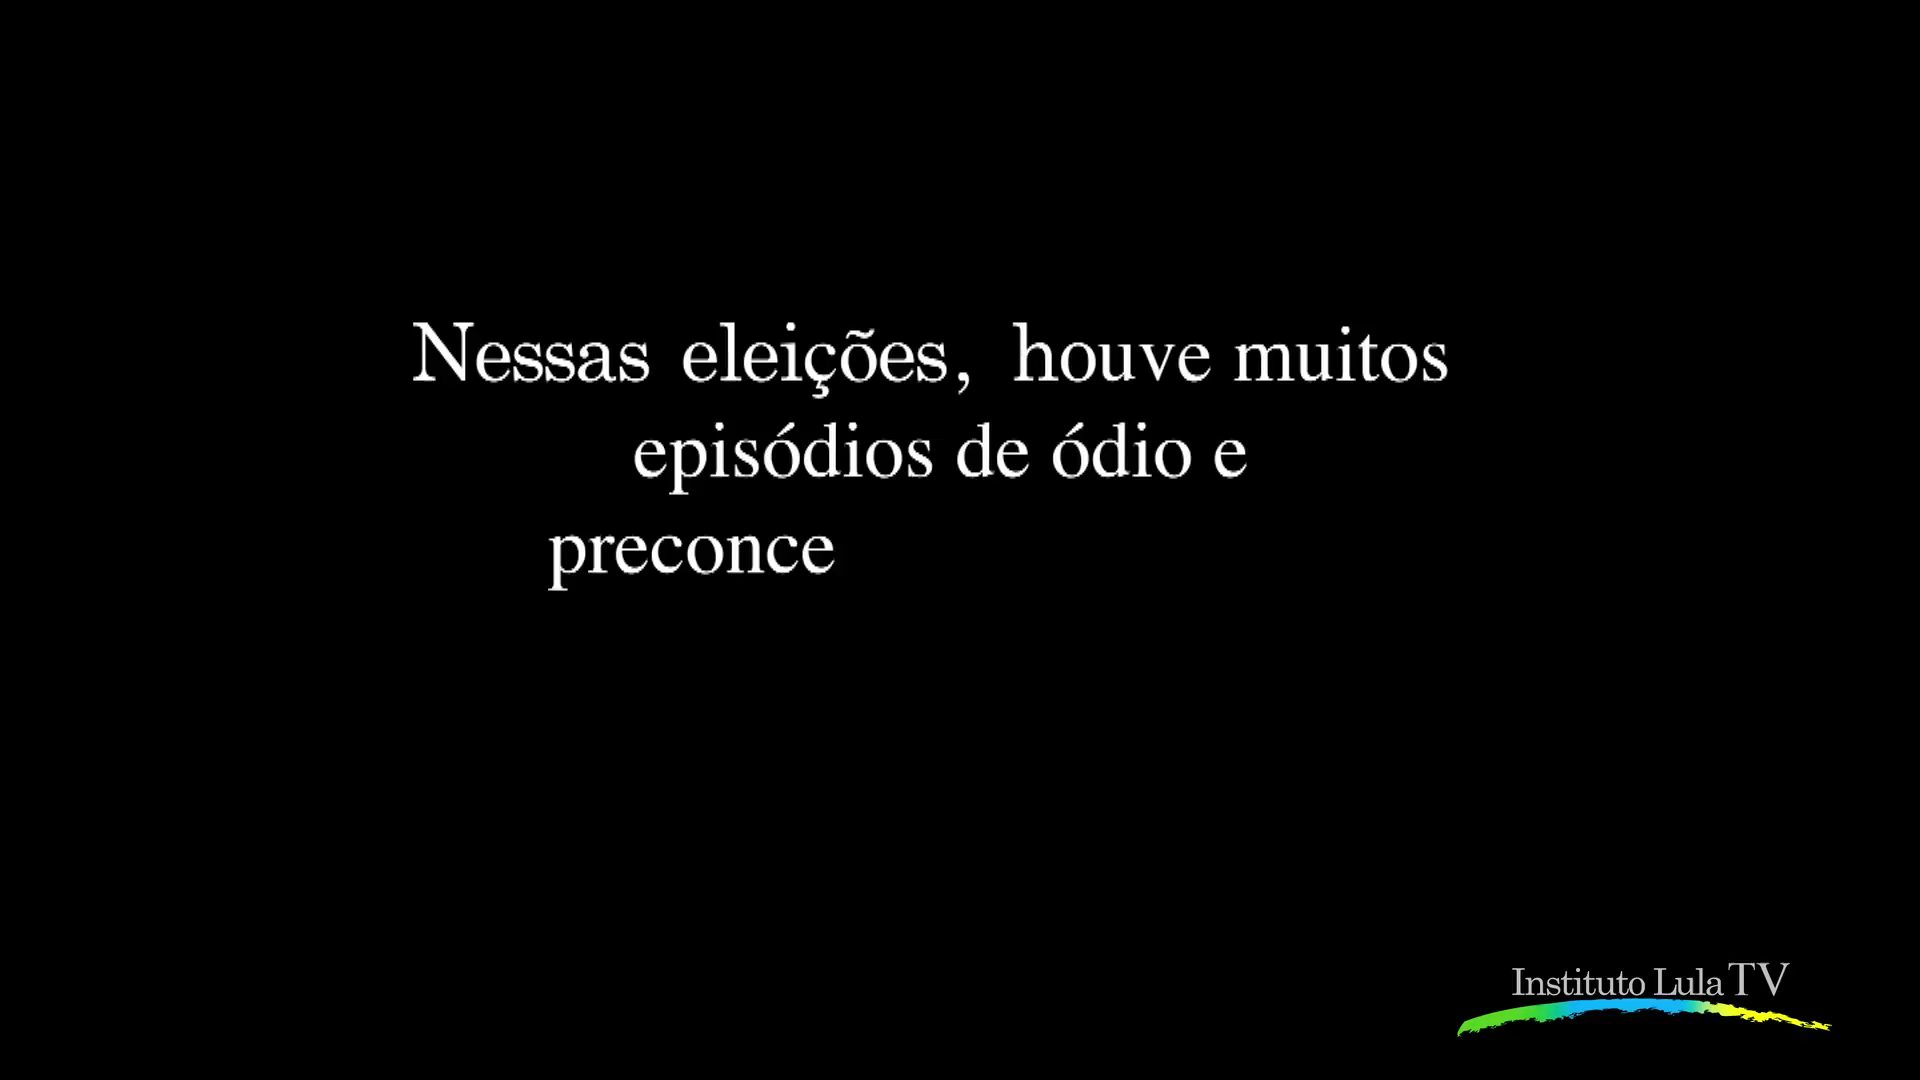 Nessas eleições, houve muitos
episódios de ódio e
preconce
Instituto Lula TV